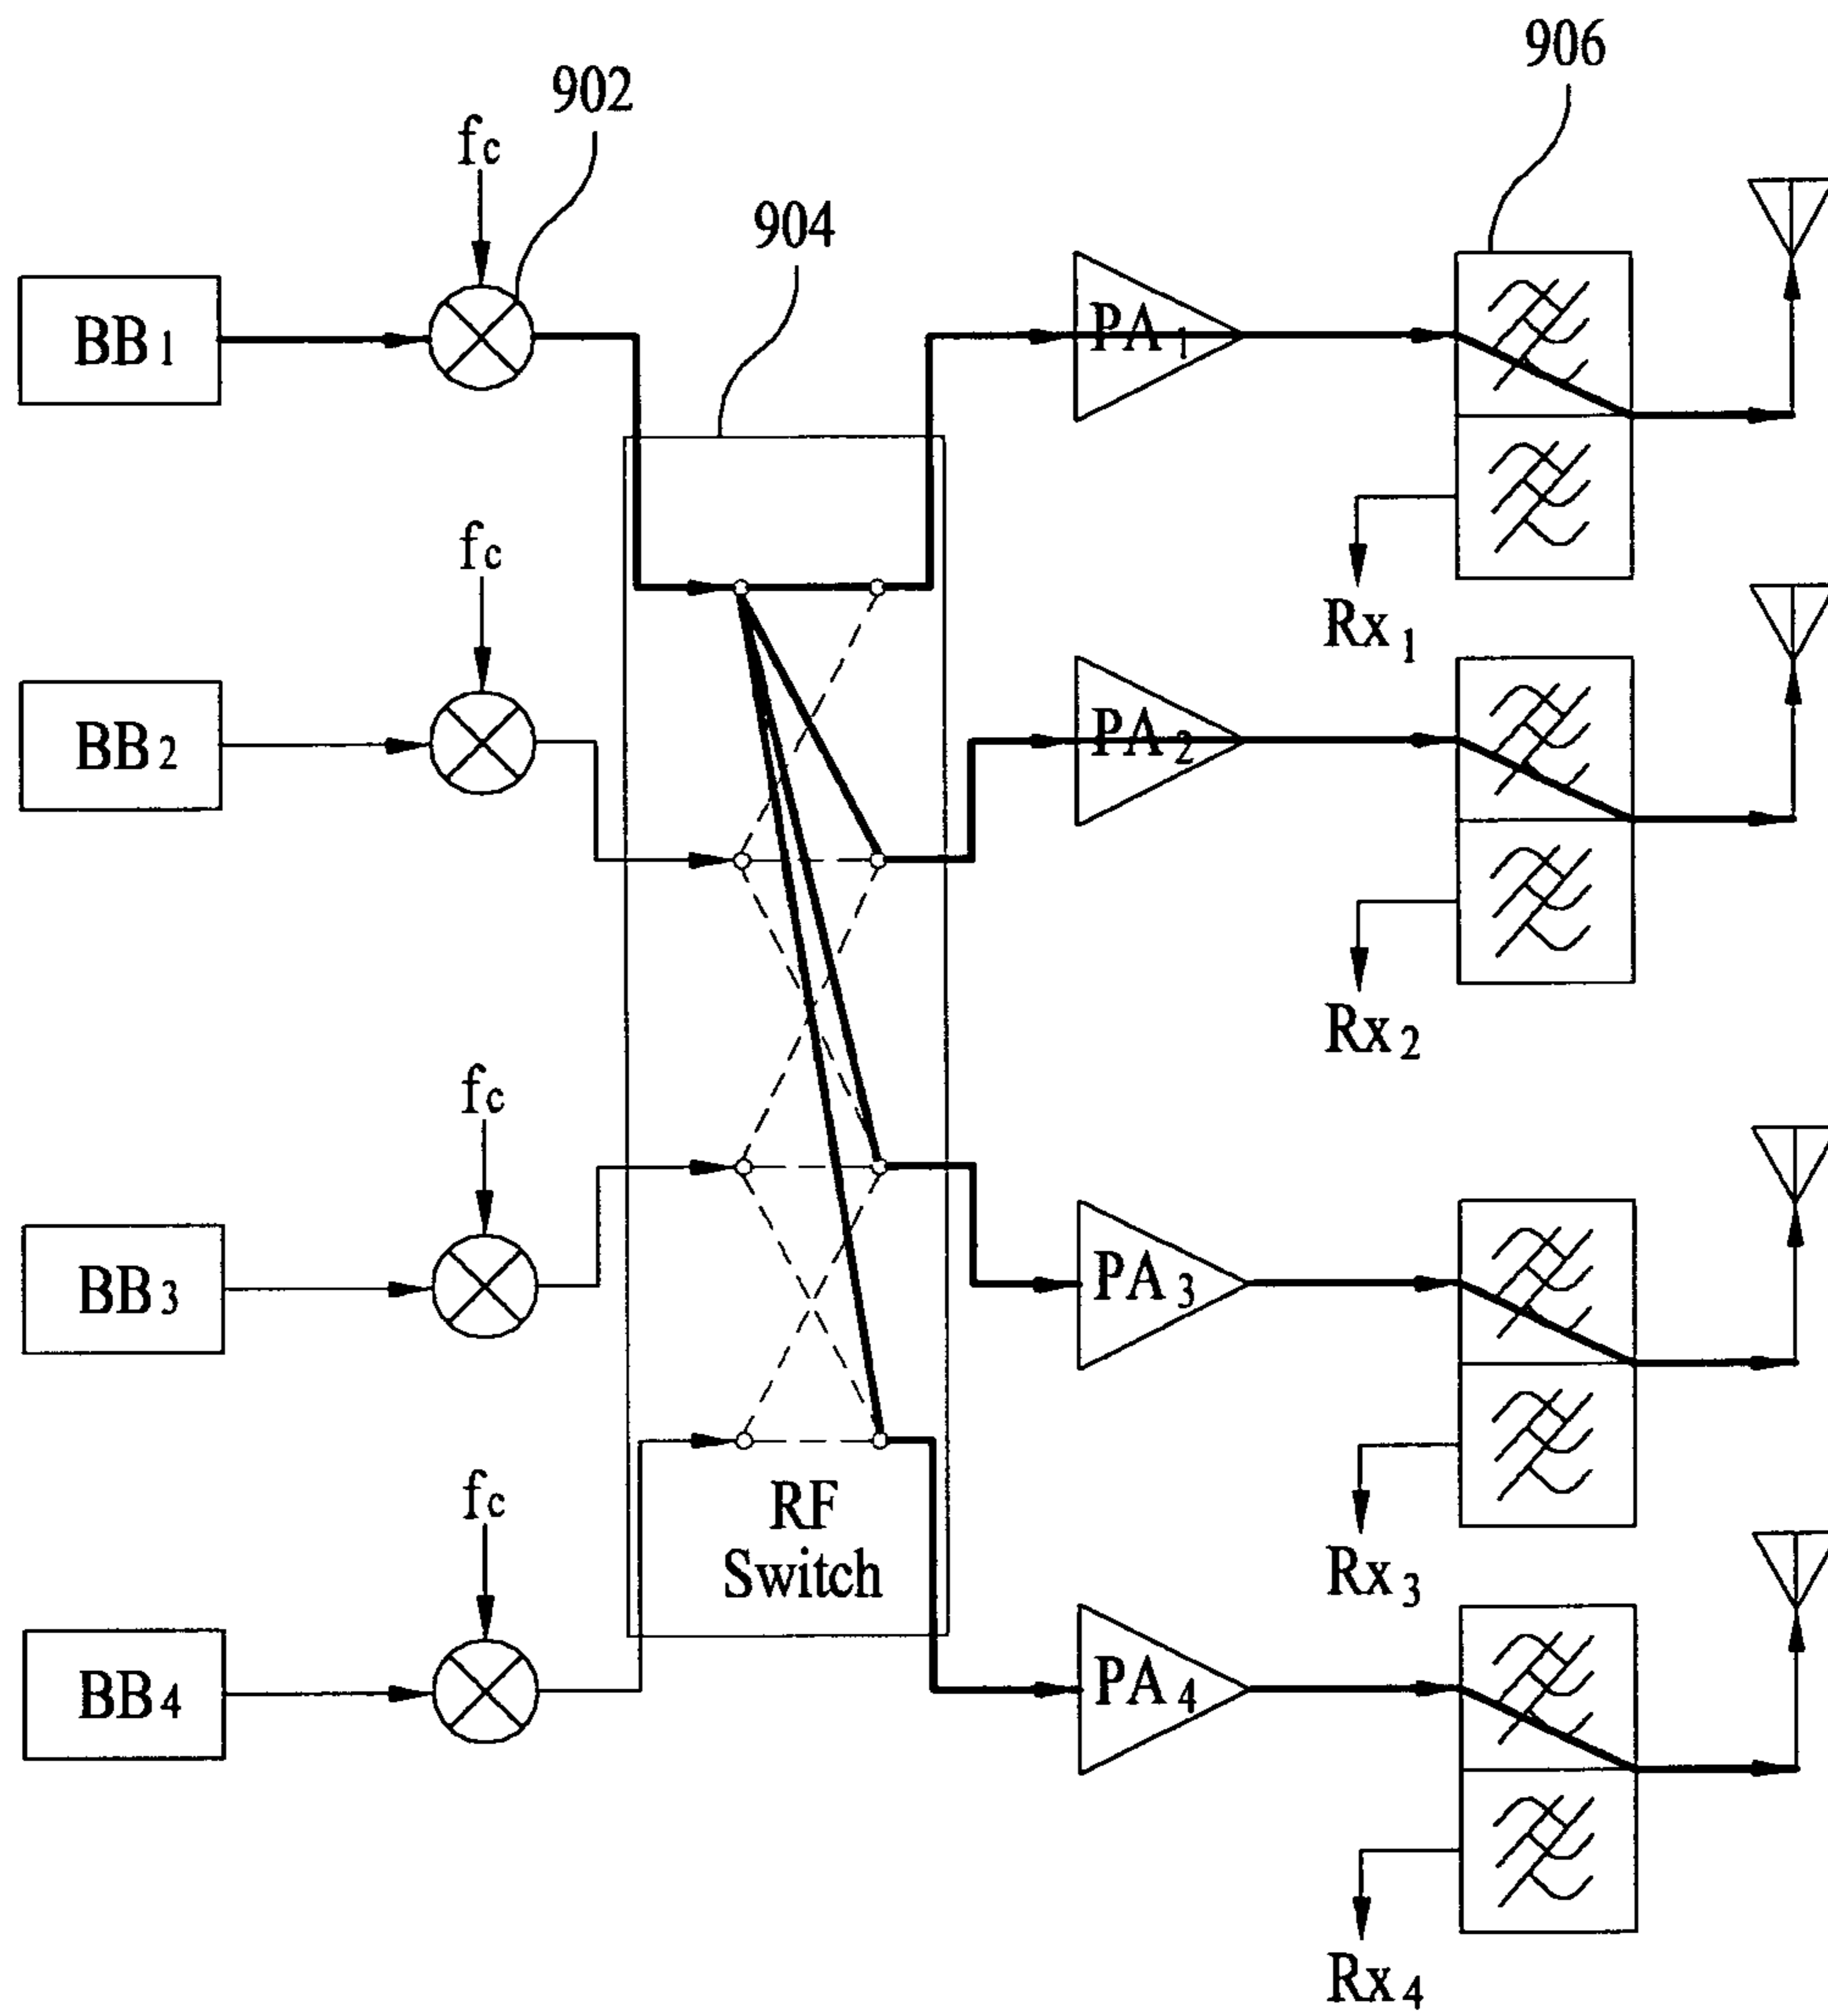 906
902
fc
904
BB1
PA1
fc
Rx1
BB2
PA2
fc
Rx2
BB3
PA3
fc
RF
Switch
Rx3
BB4
PA4
Rx4